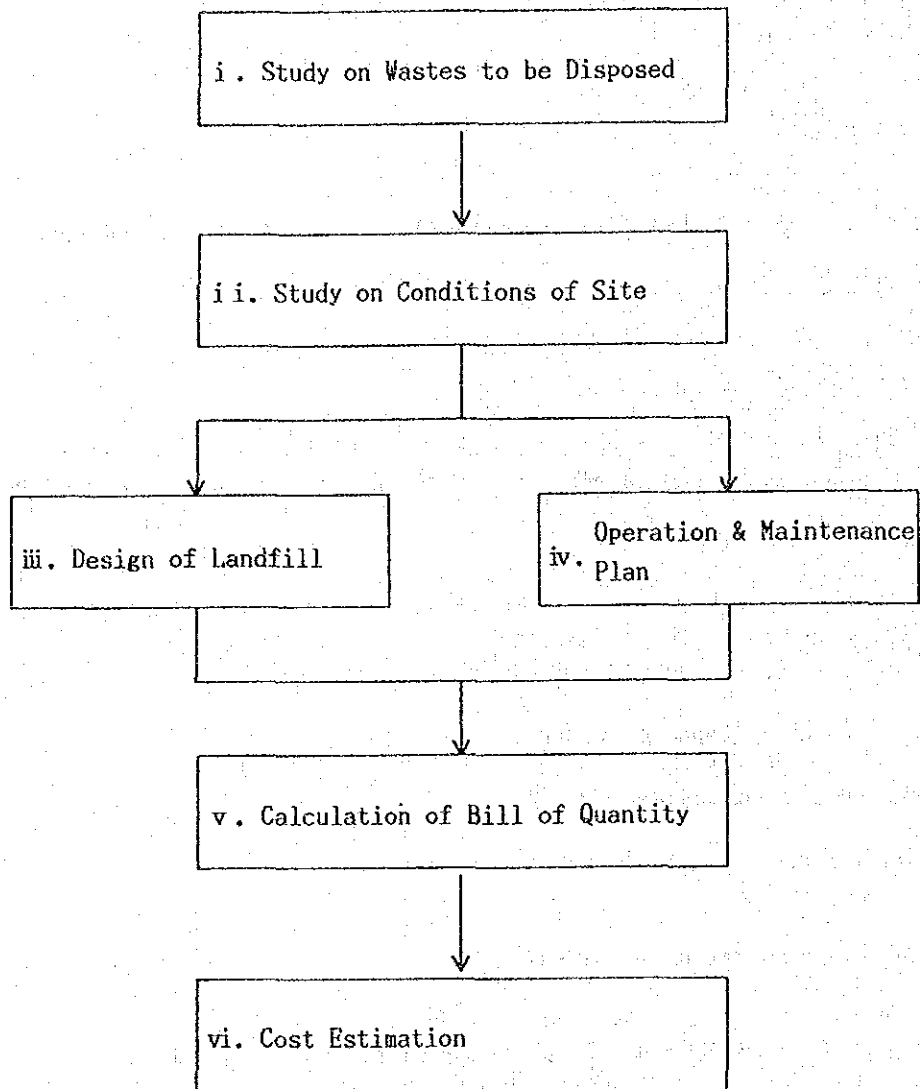 i. Study on Wastes to be Disposed
ii. Study on Conditions of Site
iii. Design of Landfill
iv. Operation & Maintenance
Plan
v. Calculation of Bill of Quantity
vi. Cost Estimation